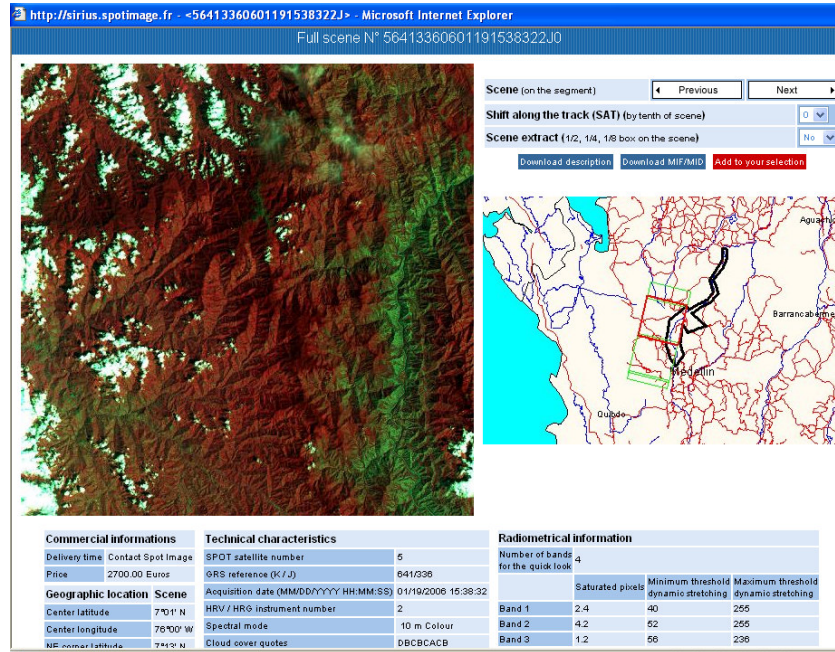 http://sirius.spotimage.fr - <56413360601191538322J> - Microsoft Internet Explorer
Full scene N° 56413360601191538322J0
Scene (on the segment)
Previous
Next
Shift along the track (SAT) (by tenth of scene)
0
Scene extract (1/2, 1/4, 1/8 box on the scene)
No
Download description
Download MIF/MID
Add to your selection
Barrancaberme
Medellin
Quibdo
Commercial informations
Delivery time Contact Spot Image
Price 2700.00 Euros
Geographic location Scene
Center latitude 7°01' N
Center longitude 76°00' W
NE corner latitude 7°13' N
Technical characteristics
SPOT satellite number 5
GRS reference (K / J) 641/336
Acquisition date (MM/DD/YYYY HH:MM:SS) 01/19/2006 15:38:32
HRV / HRG instrument number 2
Spectral mode 10 m Colour
Cloud cover quotes DBCBCACB
Radiometrical information
Number of bands
for the quick look 4
Saturated pixels Minimum threshold dynamic stretching Maximum threshold dynamic stretching
Band 1 2.4 40 255
Band 2 4.2 52 255
Band 3 1.2 56 236